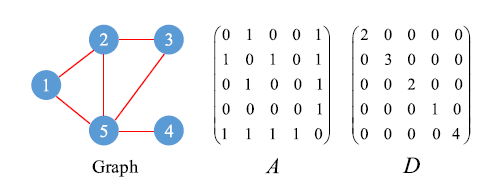 2 3
1
5 4
Graph
0 1 0 0 1
1 0 1 0 1
0 1 0 0 1
0 0 0 0 1
1 1 1 1 0
A
2 0 0 0 0
0 3 0 0 0
0 0 2 0 0
0 0 0 1 0
0 0 0 0 4
D